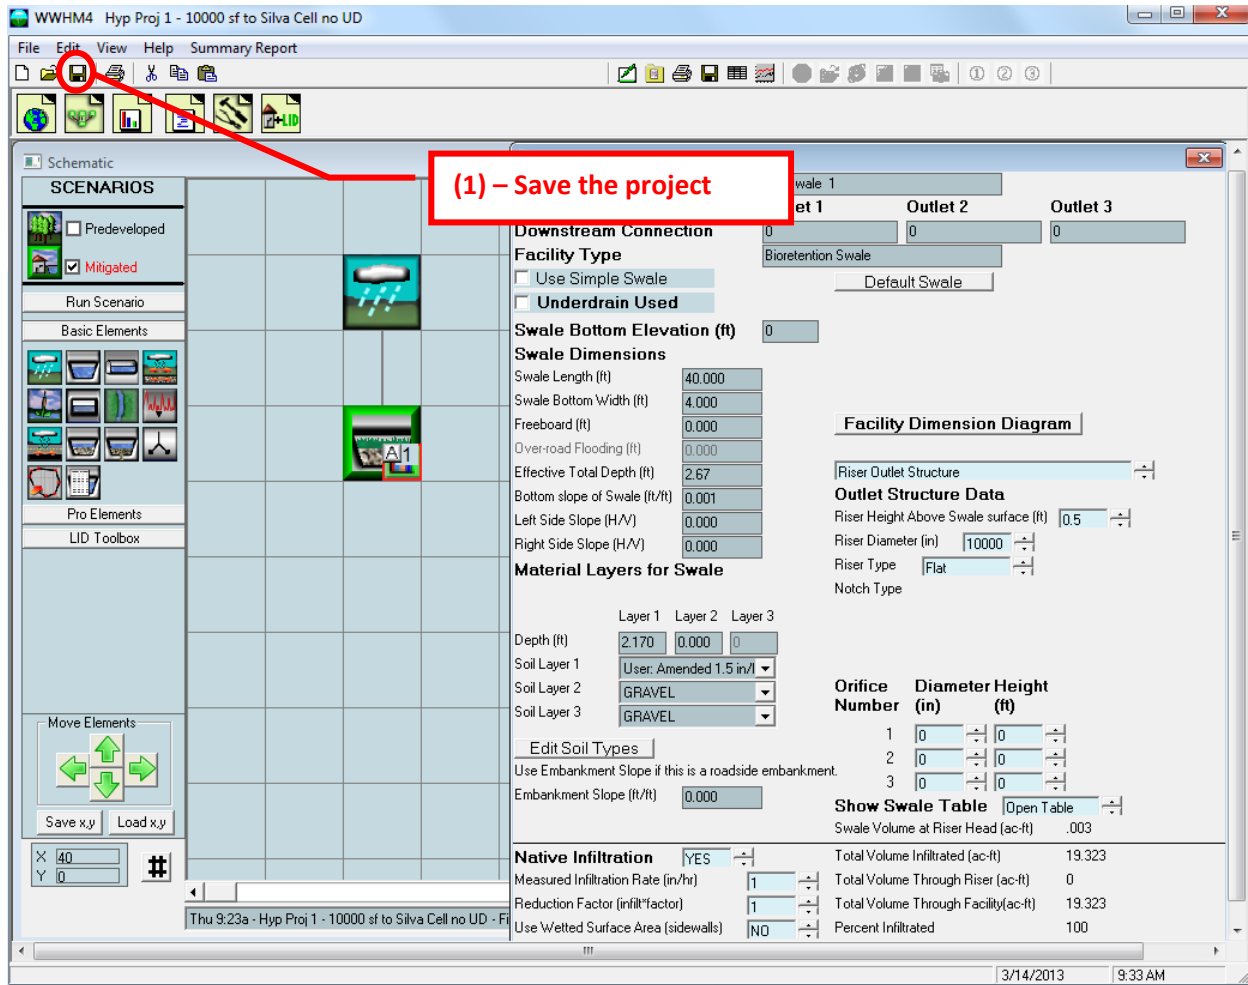 WWHM4 Hyp Proj 1 - 10000 sf to Silva Cell no UD
File Edit View Help Summary Report
Schematic
SCENARIOS
Predeveloped
Mitigated
Run Scenario
Basic Elements
Pro Elements
LID Toolbox
Move Elements
Save x,y Load x,y
X 40
Y 0
#
A 1
Thu 9:23a - Hyp Proj 1 - 10000 sf to Silva Cell no UD - Fi
(1) – Save the project
wale 1
et 1 Outlet 2 Outlet 3
Downstream Connection 0 0 0
Facility Type Bioretention Swale
Use Simple Swale Default Swale
Underdrain Used
Swale Bottom Elevation (ft) 0
Swale Dimensions
Swale Length (ft) 40.000
Swale Bottom Width (ft) 4.000
Freeboard (ft) 0.000
Over-road Flooding (ft) 0.000
Effective Total Depth (ft) 2.67
Bottom slope of Swale (ft/ft) 0.001
Left Side Slope (H/V) 0.000
Right Side Slope (H/V) 0.000
Material Layers for Swale
Layer 1 Layer 2 Layer 3
Depth (ft) 2.170 0.000 0
Soil Layer 1 User: Amended 1.5 in/l
Soil Layer 2 GRAVEL
Soil Layer 3 GRAVEL
Edit Soil Types
Use Embankment Slope if this is a roadside embankment.
Embankment Slope (ft/ft) 0.000
Facility Dimension Diagram
Riser Outlet Structure
Outlet Structure Data
Riser Height Above Swale surface (ft) 0.5
Riser Diameter (in) 10000
Riser Type Flat
Notch Type
Orifice Diameter Height
Number (in) (ft)
1 0 0
2 0 0
3 0 0
Show Swale Table Open Table
Swale Volume at Riser Head (ac-ft) .003
Native Infiltration YES
Measured Infiltration Rate (in/hr) 1
Reduction Factor (infilt*factor) 1
Use Wetted Surface Area (sidewalls) NO
Total Volume Infiltrated (ac-ft) 19.323
Total Volume Through Riser (ac-ft) 0
Total Volume Through Facility(ac-ft) 19.323
Percent Infiltrated 100
3/14/2013 9:33 AM